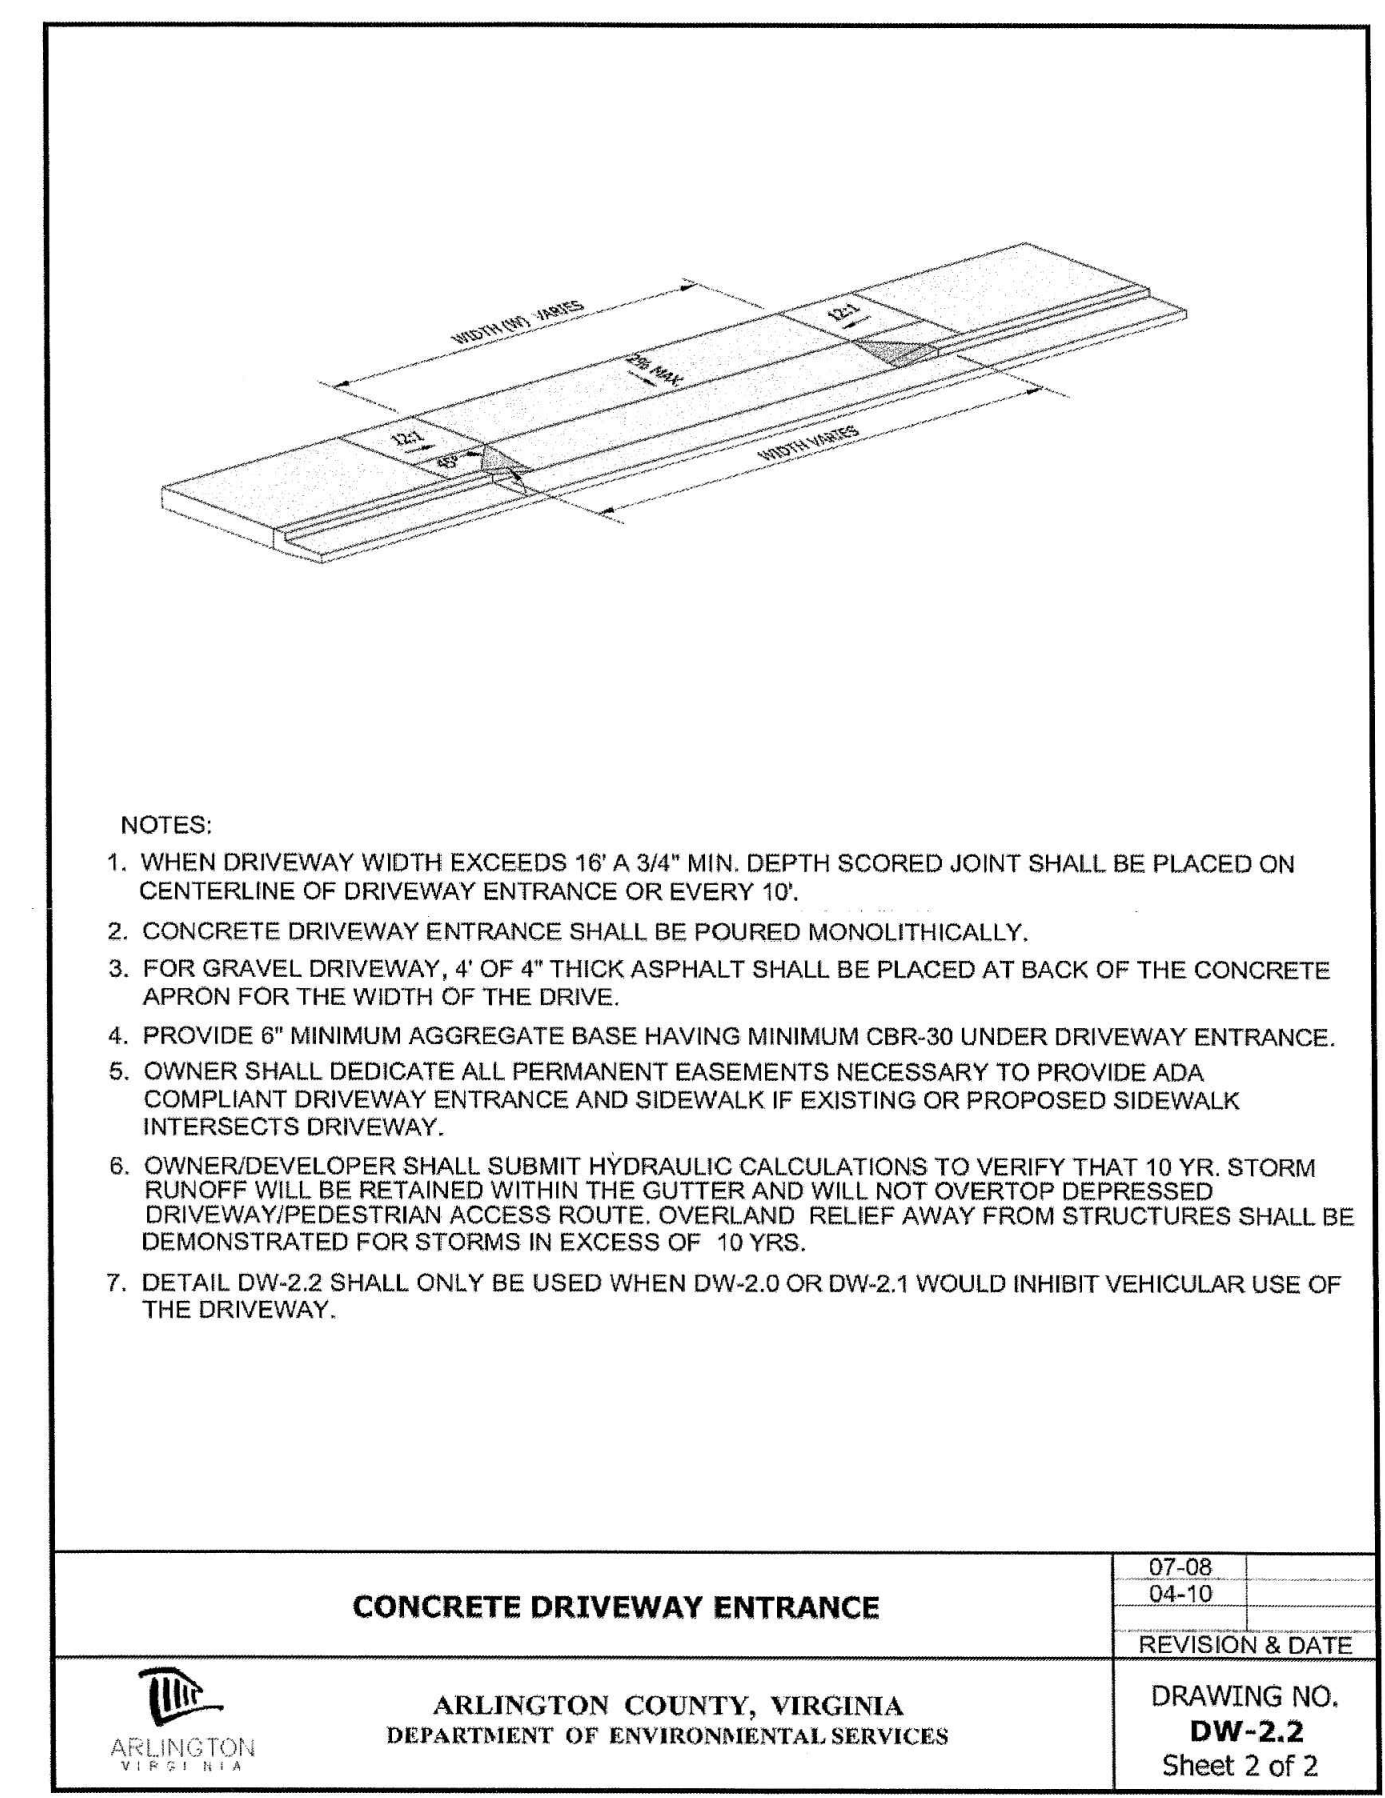 WIDTH (W) VARIES
12:1
2% MAX.
12:1
45°
WIDTH VARIES
NOTES:
1. WHEN DRIVEWAY WIDTH EXCEEDS 16' A 3/4" MIN. DEPTH SCORED JOINT SHALL BE PLACED ON
CENTERLINE OF DRIVEWAY ENTRANCE OR EVERY 10'.
2. CONCRETE DRIVEWAY ENTRANCE SHALL BE POURED MONOLITHICALLY.
3. FOR GRAVEL DRIVEWAY, 4' OF 4" THICK ASPHALT SHALL BE PLACED AT BACK OF THE CONCRETE
APRON FOR THE WIDTH OF THE DRIVE.
4. PROVIDE 6" MINIMUM AGGREGATE BASE HAVING MINIMUM CBR-30 UNDER DRIVEWAY ENTRANCE.
5. OWNER SHALL DEDICATE ALL PERMANENT EASEMENTS NECESSARY TO PROVIDE ADA
COMPLIANT DRIVEWAY ENTRANCE AND SIDEWALK IF EXISTING OR PROPOSED SIDEWALK
INTERSECTS DRIVEWAY.
6. OWNER/DEVELOPER SHALL SUBMIT HYDRAULIC CALCULATIONS TO VERIFY THAT 10 YR. STORM
RUNOFF WILL BE RETAINED WITHIN THE GUTTER AND WILL NOT OVERTOP DEPRESSED
DRIVEWAY/PEDESTRIAN ACCESS ROUTE. OVERLAND RELIEF AWAY FROM STRUCTURES SHALL BE
DEMONSTRATED FOR STORMS IN EXCESS OF 10 YRS.
7. DETAIL DW-2.2 SHALL ONLY BE USED WHEN DW-2.0 OR DW-2.1 WOULD INHIBIT VEHICULAR USE OF
THE DRIVEWAY.
CONCRETE DRIVEWAY ENTRANCE
07-08
04-10
REVISION & DATE
ARLINGTON
VIRGINIA
ARLINGTON COUNTY, VIRGINIA
DEPARTMENT OF ENVIRONMENTAL SERVICES
DRAWING NO.
DW-2.2
Sheet 2 of 2